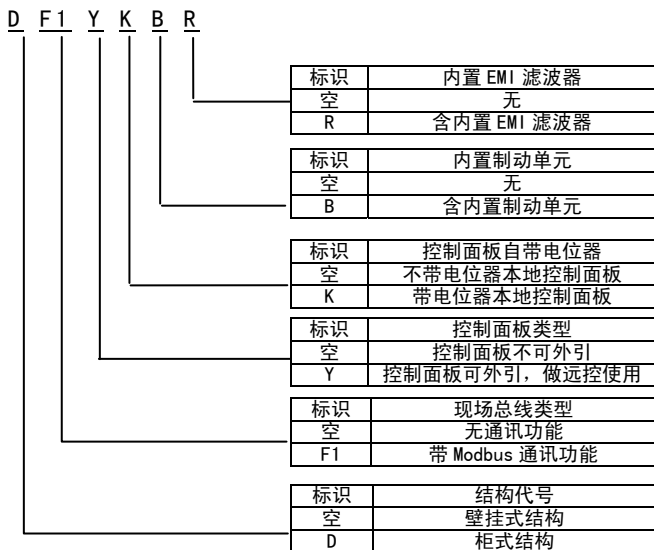 D F1 Y K B R
标识 内置 EMI 滤波器
空 无
R 含内置 EMI 滤波器
标识 内置制动单元
空 无
B 含内置制动单元
标识 控制面板自带电位器
空 不带电位器本地控制面板
K 带电位器本地控制面板
标识 控制面板类型
空 控制面板不可外引
Y 控制面板可外引，做远控使用
标识 现场总线类型
空 无通讯功能
F1 带 Modbus 通讯功能
标识 结构代号
空 壁挂式结构
D 柜式结构